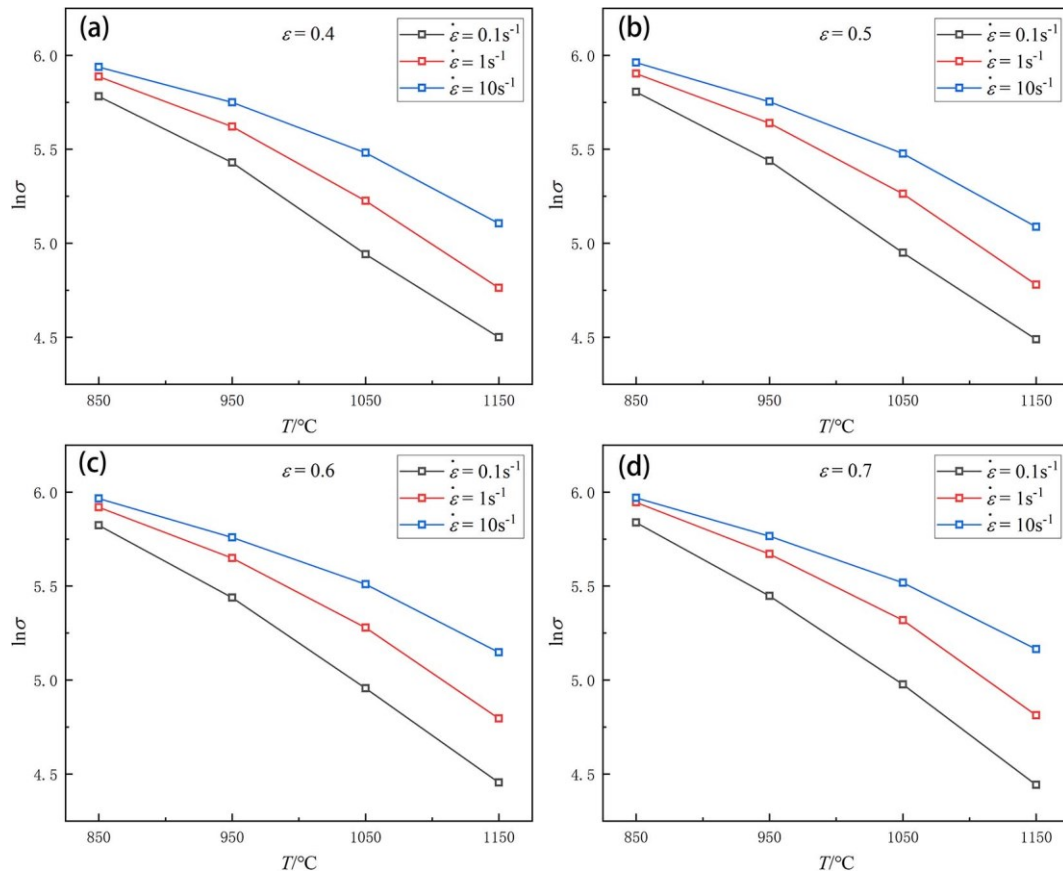 (a)
ε = 0.4
ε̇ = 0.1s⁻¹
ε̇ = 1s⁻¹
ε̇ = 10s⁻¹
6.0
5.5
5.0
4.5
lnσ
850
950
1050
1150
T/°C
(b)
ε = 0.5
ε̇ = 0.1s⁻¹
ε̇ = 1s⁻¹
ε̇ = 10s⁻¹
6.0
5.5
5.0
4.5
lnσ
850
950
1050
1150
T/°C
(c)
ε = 0.6
ε̇ = 0.1s⁻¹
ε̇ = 1s⁻¹
ε̇ = 10s⁻¹
6.0
5.5
5.0
4.5
lnσ
850
950
1050
1150
T/°C
(d)
ε = 0.7
ε̇ = 0.1s⁻¹
ε̇ = 1s⁻¹
ε̇ = 10s⁻¹
6.0
5.5
5.0
4.5
lnσ
850
950
1050
1150
T/°C